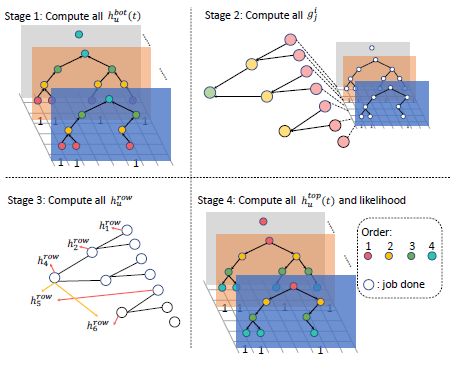 Stage 1: Compute all h_u^{bot}(t)
1 1 1
1 1 1
Stage 2: Compute all g_j^i
Stage 3: Compute all h_u^{row}
h_1^{row}
h_2^{row}
h_4^{row}
h_5^{row}
h_6^{row}
Stage 4: Compute all h_u^{top}(t) and likelihood
1 1 1
1 1 1
Order:
1 2 3 4
: job done